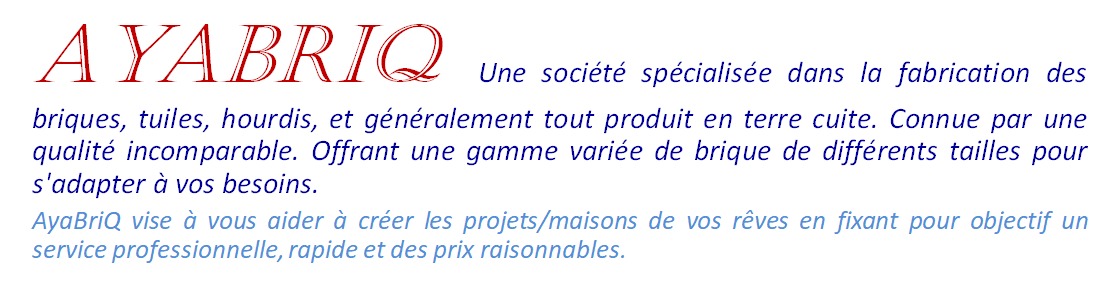 AYABRIQ Une société spécialisée dans la fabrication des
briques, tuiles, hourdis, et généralement tout produit en terre cuite. Connue par une
qualité incomparable. Offrant une gamme variée de brique de différents tailles pour
s'adapter à vos besoins.
AyaBriQ vise à vous aider à créer les projets/maisons de vos rêves en fixant pour objectif un
service professionnelle, rapide et des prix raisonnables.